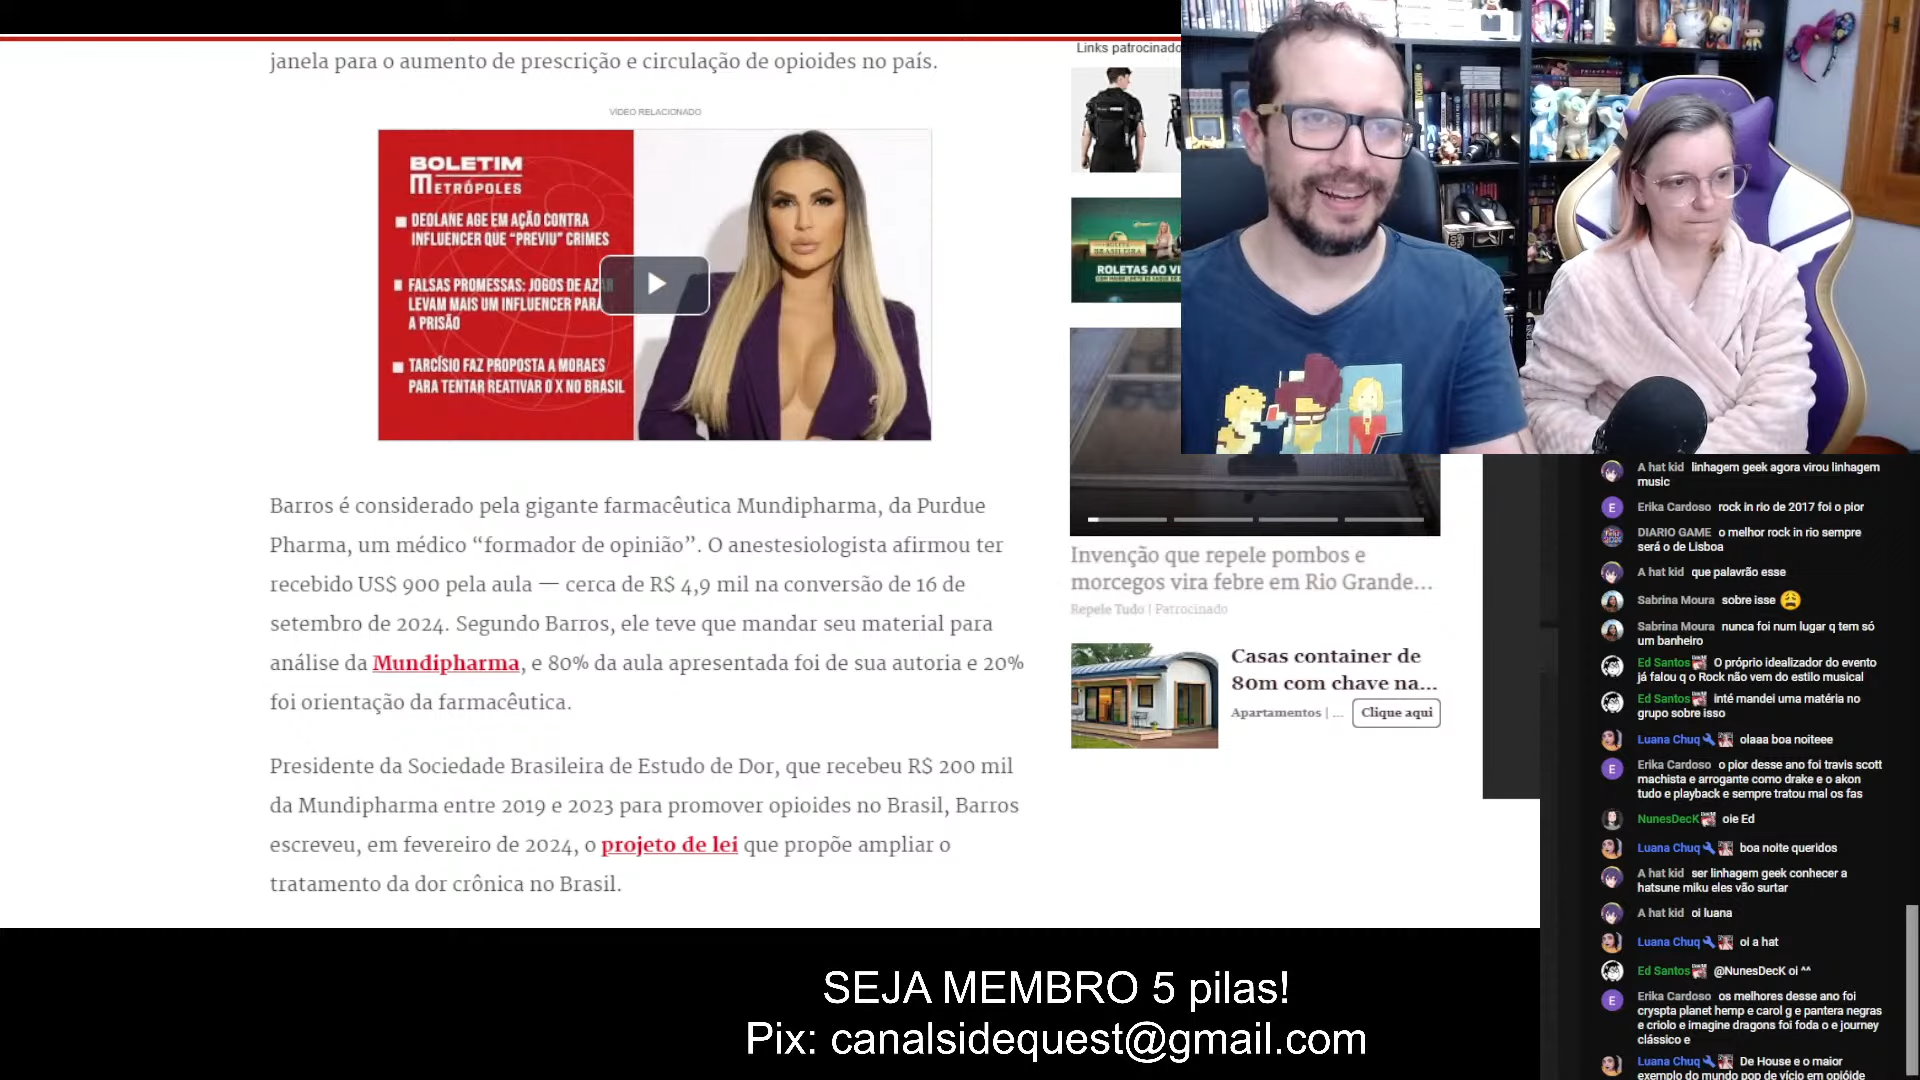 janela para o aumento de prescrição e circulação de opioides no país.
VÍDEO RELACIONADO
BOLETIM
METRÓPOLES
DEOLANE AGE EM AÇÃO CONTRA
INFLUENCER QUE “PREVIU” CRIMES
FALSAS PROMESSAS: JOGOS DE AZAR
LEVAM MAIS UM INFLUENCER PARA
A PRISÃO
TARCÍSIO FAZ PROPOSTA A MORAES
PARA TENTAR REATIVAR O X NO BRASIL
Barros é considerado pela gigante farmacêutica Mundipharma, da Purdue
Pharma, um médico “formador de opinião”. O anestesiologista afirmou ter
recebido US$ 900 pela aula — cerca de R$ 4,9 mil na conversão de 16 de
setembro de 2024. Segundo Barros, ele teve que mandar seu material para
análise da Mundipharma, e 80% da aula apresentada foi de sua autoria e 20%
foi orientação da farmacêutica.
Presidente da Sociedade Brasileira de Estudo de Dor, que recebeu R$ 200 mil
da Mundipharma entre 2019 e 2023 para promover opioides no Brasil, Barros
escreveu, em fevereiro de 2024, o projeto de lei que propõe ampliar o
tratamento da dor crônica no Brasil.
Links patrocinado
BRASILEIRA
ROLETAS AO VI
Invenção que repele pombos e
morcegos vira febre em Rio Grande...
Repele Tudo | Patrocinado
Casas container de
80m com chave na...
Apartamentos | ...
Clique aqui
A hat kid linhagem geek agora virou linhagem
music
E
Erika Cardoso rock in rio de 2017 foi o pior
DIARIO GAME o melhor rock in rio sempre
será o de Lisboa
A hat kid que palavrão esse
Sabrina Moura sobre isse 😩
Sabrina Moura nunca foi num lugar q tem só
um banheiro
Ed Santos O próprio idealizador do evento
já falou q o Rock não vem do estilo musical
Ed Santos inté mandei uma matéria no
grupo sobre isso
Luana Chuq olaaa boa noiteee
E
Erika Cardoso o pior desse ano foi travis scott
machista e arrogante como drake e o akon
tudo e playback e sempre tratou mal os fas
NunesDecK oie Ed
Luana Chuq boa noite queridos
A hat kid ser linhagem geek conhecer a
hatsune miku eles vão surtar
A hat kid oi luana
Luana Chuq oi a hat
Ed Santos @NunesDecK oi ^^
E
Erika Cardoso os melhores desse ano foi
cryspta planet hemp e carol g e pantera negras
e criolo e imagine dragons foi foda o e journey
clássico e
Luana Chuq De House e o maior
exemplo do mundo pop de vício em opióide
SEJA MEMBRO 5 pilas!
Pix: canalsidequest@gmail.com